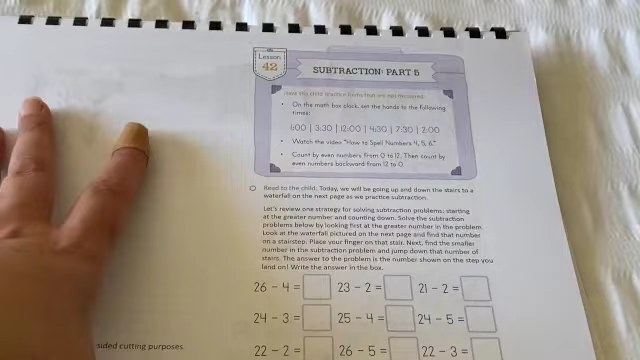 Lesson
42
SUBTRACTION: PART 5
Have the child practice facts that are not mastered.
• On the math box clock, set the hands to the following
times:
6:00 | 3:30 | 12:00 | 4:30 | 7:30 | 2:00
• Watch the video "How to Spell Numbers 4, 5, 6."
• Count by even numbers from 0 to 12. Then count by
even numbers backward from 12 to 0.
Read to the child: Today, we will be going up and down the stairs to a
waterfall on the next page as we practice subtraction.
Let's review one strategy for solving subtraction problems: starting
at the greater number and counting down. Solve the subtraction
problems below by looking first at the greater number in the problem.
Look at the waterfall pictured on the next page and find that number
on a stairstep. Place your finger on that stair. Next, find the smaller
number in the subtraction problem and jump down that number of
stairs. The answer to the problem is the number shown on the step you
land on! Write the answer in the box.
26 - 4 = 23 - 2 = 21 - 2 =
24 - 3 = 25 - 4 = 24 - 5 =
22 - 2 = 26 - 5 = 22 - 3 =
sided cutting purposes.